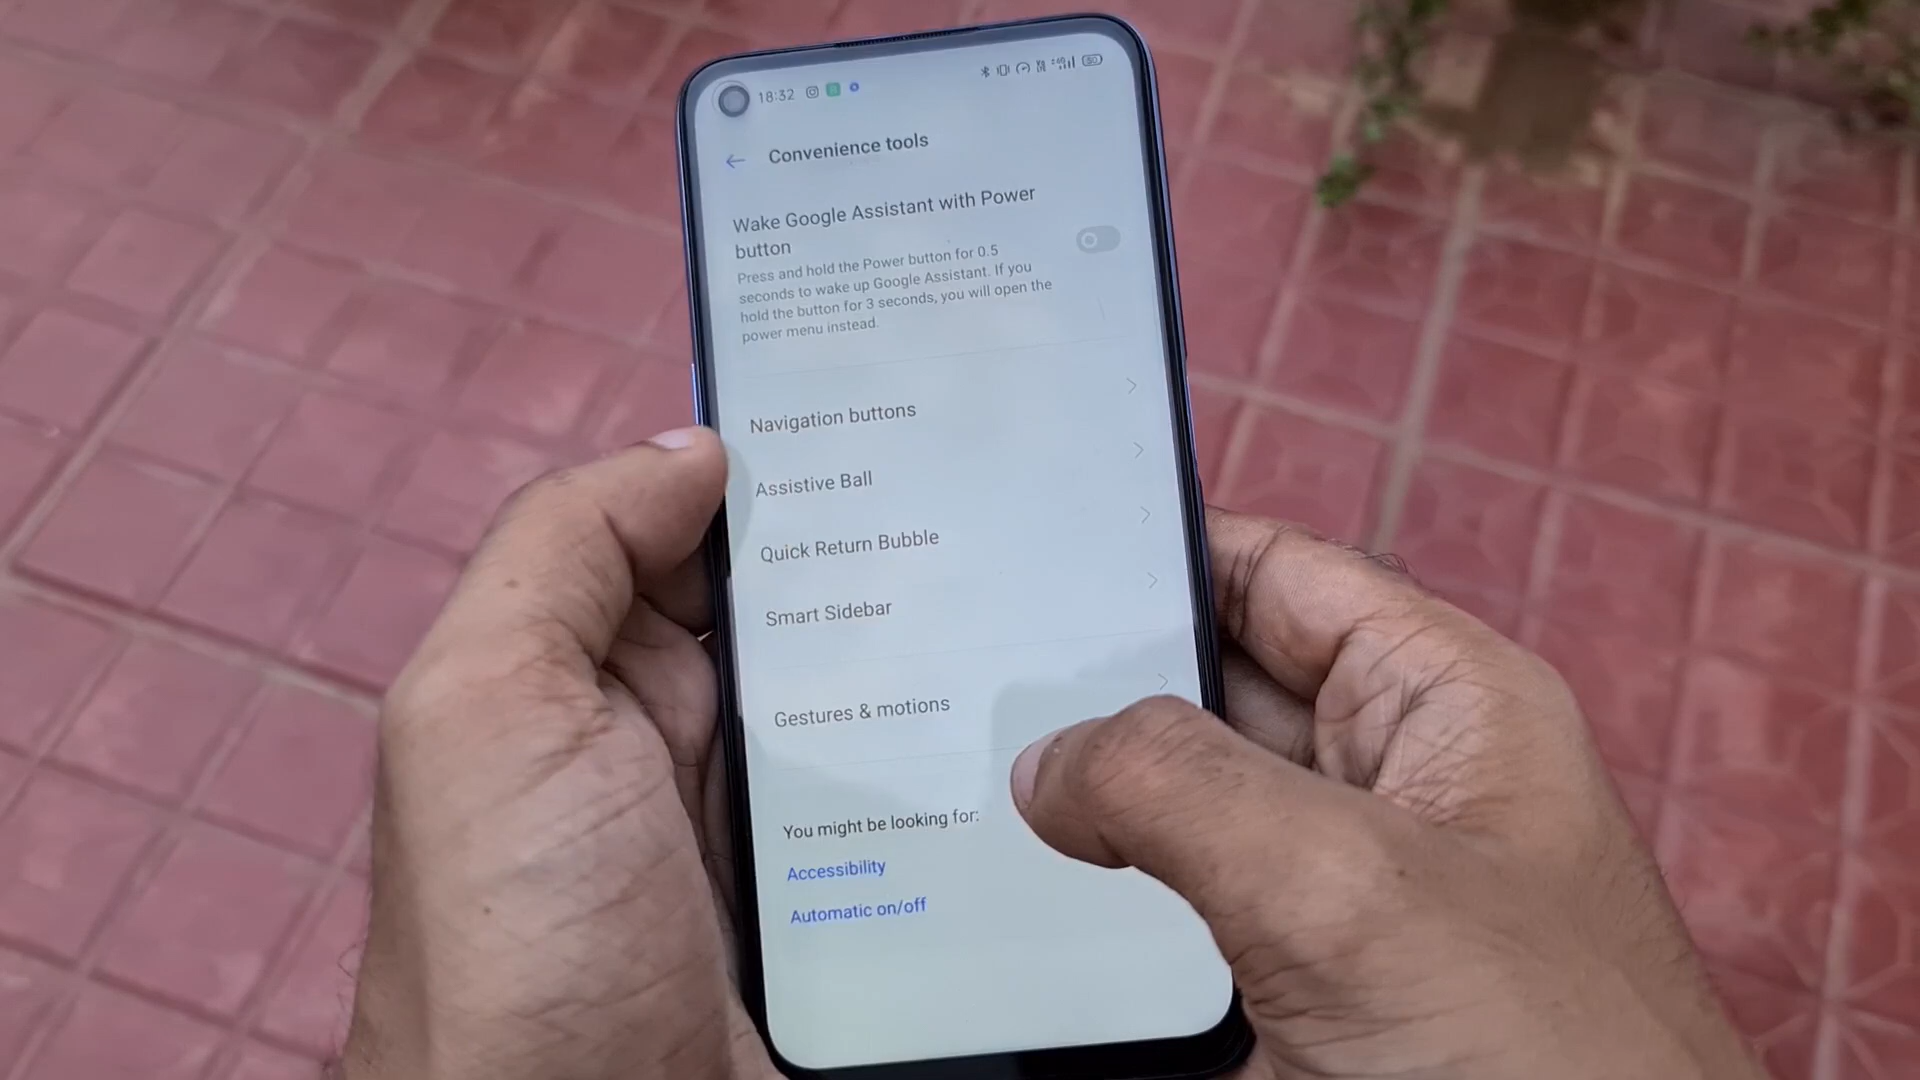 18:32
50
Convenience tools
Wake Google Assistant with Power
button
Press and hold the Power button for 0.5
seconds to wake up Google Assistant. If you
hold the button for 3 seconds, you will open the
power menu instead.
Navigation buttons
Assistive Ball
Quick Return Bubble
Smart Sidebar
Gestures & motions
You might be looking for:
Accessibility
Automatic on/off